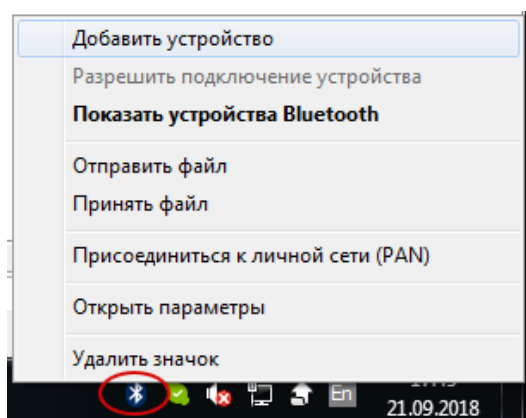 Добавить устройство
Разрешить подключение устройства
Показать устройства Bluetooth
Отправить файл
Принять файл
Присоединиться к личной сети (PAN)
Открыть параметры
Удалить значок
En
21.09.2018